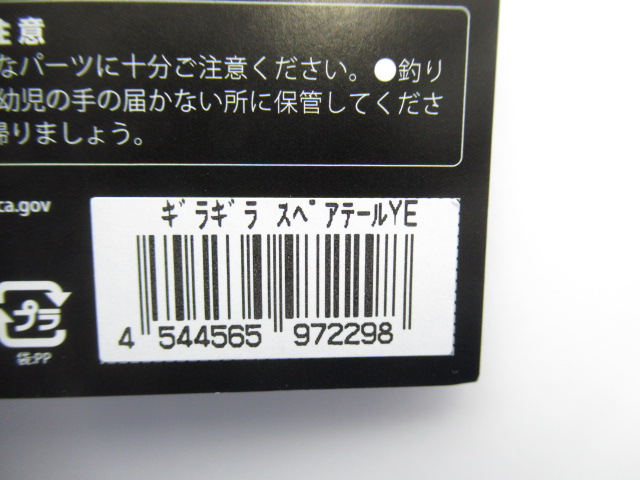 注意
なパーツに十分ご注意ください。●釣り
幼児の手の届かない所に保管してくださ
帰りましょう。
ca.gov
ｷﾞﾗｷﾞﾗ ｽﾍﾟｱﾃｰﾙYE
4 544565 972298
プラ
袋:PP